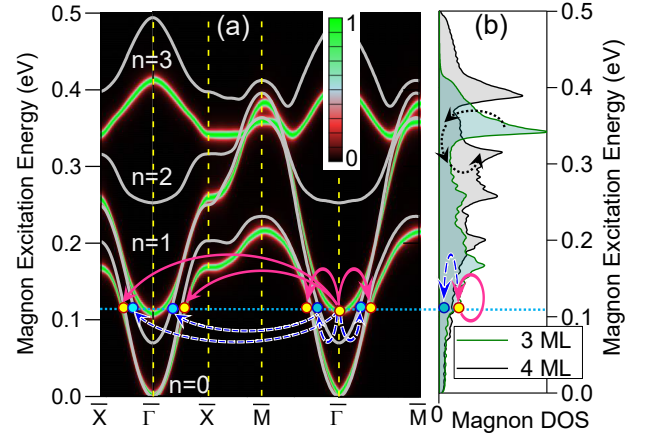 0.5
0.4
0.3
0.2
0.1
0.0
Magnon Excitation Energy (eV)
(a)
1
0
n=3
n=2
n=1
n=0
X̅ Γ̅ X̅ M̅ Γ̅ M̅
(b)
0.5
0.4
0.3
0.2
0.1
0.0
Magnon Excitation Energy (eV)
3 ML
4 ML
0 Magnon DOS